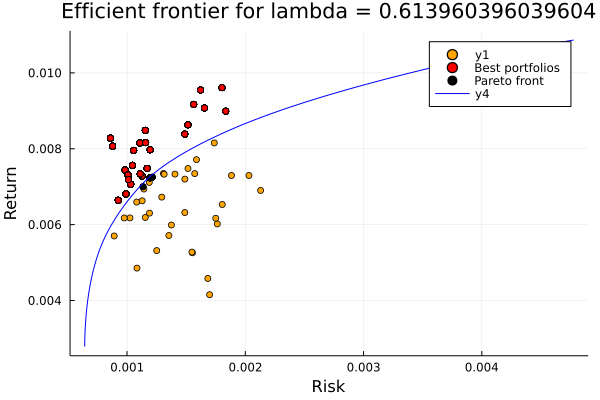 Efficient frontier for lambda = 0.613960396039604
y1
Best portfolios
Pareto front
y4
0.010
0.008
0.006
0.004
Return
0.001
0.002
0.003
0.004
Risk